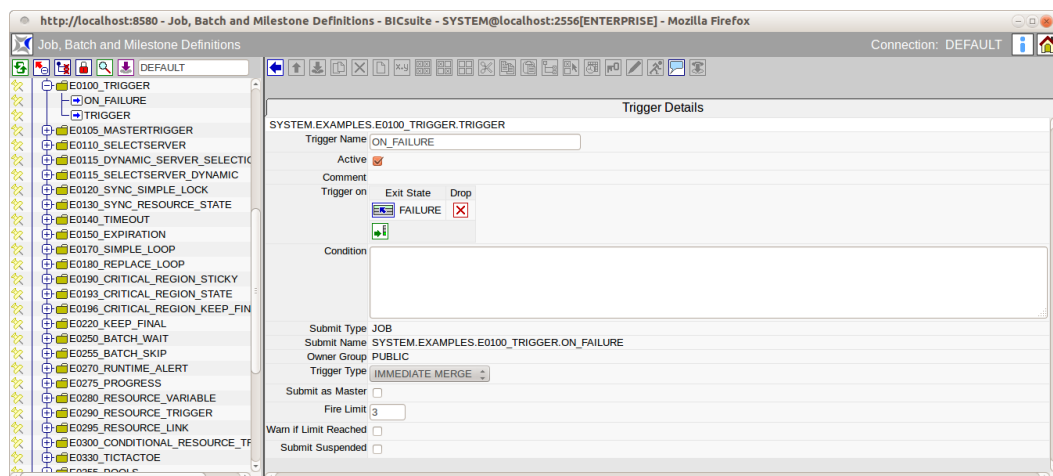 http://localhost:8580 - Job, Batch and Milestone Definitions - BICsuite - SYSTEM@localhost:2556[ENTERPRISE] - Mozilla Firefox
Job, Batch and Milestone Definitions
Connection: DEFAULT
DEFAULT
E0100_TRIGGER
ON_FAILURE
TRIGGER
E0105_MASTERTRIGGER
E0110_SELECTSERVER
E0115_DYNAMIC_SERVER_SELECTIO
E0115_SELECTSERVER_DYNAMIC
E0120_SYNC_SIMPLE_LOCK
E0130_SYNC_RESOURCE_STATE
E0140_TIMEOUT
E0150_EXPIRATION
E0170_SIMPLE_LOOP
E0180_REPLACE_LOOP
E0190_CRITICAL_REGION_STICKY
E0193_CRITICAL_REGION_STATE
E0196_CRITICAL_REGION_KEEP_FIN
E0220_KEEP_FINAL
E0250_BATCH_WAIT
E0255_BATCH_SKIP
E0270_RUNTIME_ALERT
E0275_PROGRESS
E0280_RESOURCE_VARIABLE
E0290_RESOURCE_TRIGGER
E0295_RESOURCE_LINK
E0300_CONDITIONAL_RESOURCE_TR
E0330_TICTACTOE
Trigger Details
SYSTEM.EXAMPLES.E0100_TRIGGER.TRIGGER
Trigger Name ON_FAILURE
Active
Comment
Trigger on Exit State Drop
FAILURE
Condition
Submit Type JOB
Submit Name SYSTEM.EXAMPLES.E0100_TRIGGER.ON_FAILURE
Owner Group PUBLIC
Trigger Type IMMEDIATE MERGE
Submit as Master
Fire Limit 3
Warn if Limit Reached
Submit Suspended